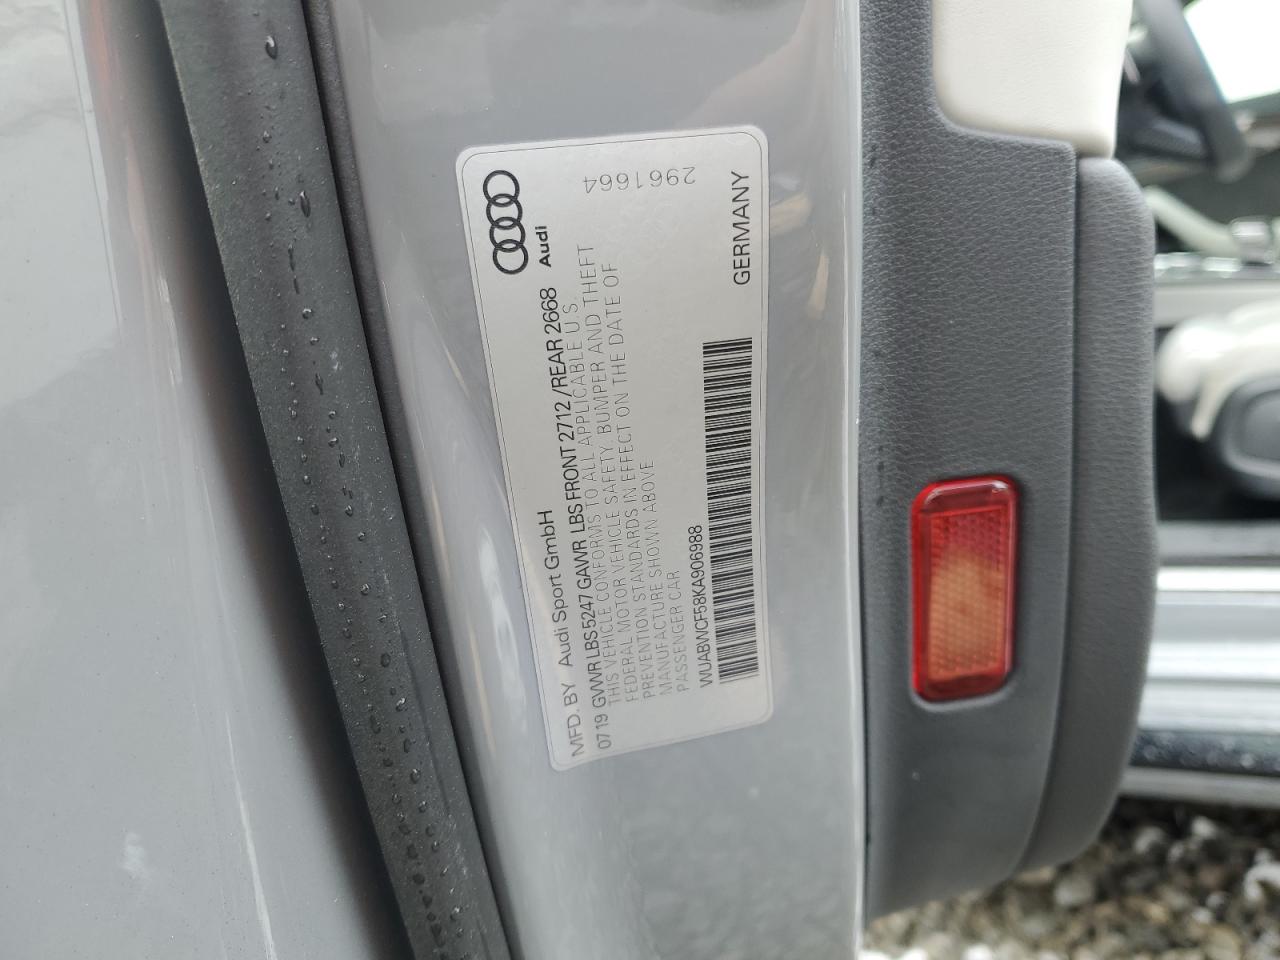 Audi
2961664
MFD. BY Audi Sport GmbH
07 19 GVWR LBS 5247 GAWR LBS FRONT 2712 /REAR 2668
THIS VEHICLE CONFORMS TO ALL APPLICABLE U.S.
FEDERAL MOTOR VEHICLE SAFETY, BUMPER AND THEFT
PREVENTION STANDARDS IN EFFECT ON THE DATE OF
MANUFACTURE SHOWN ABOVE
PASSENGER CAR
WUABWCF58KA906988
GERMANY